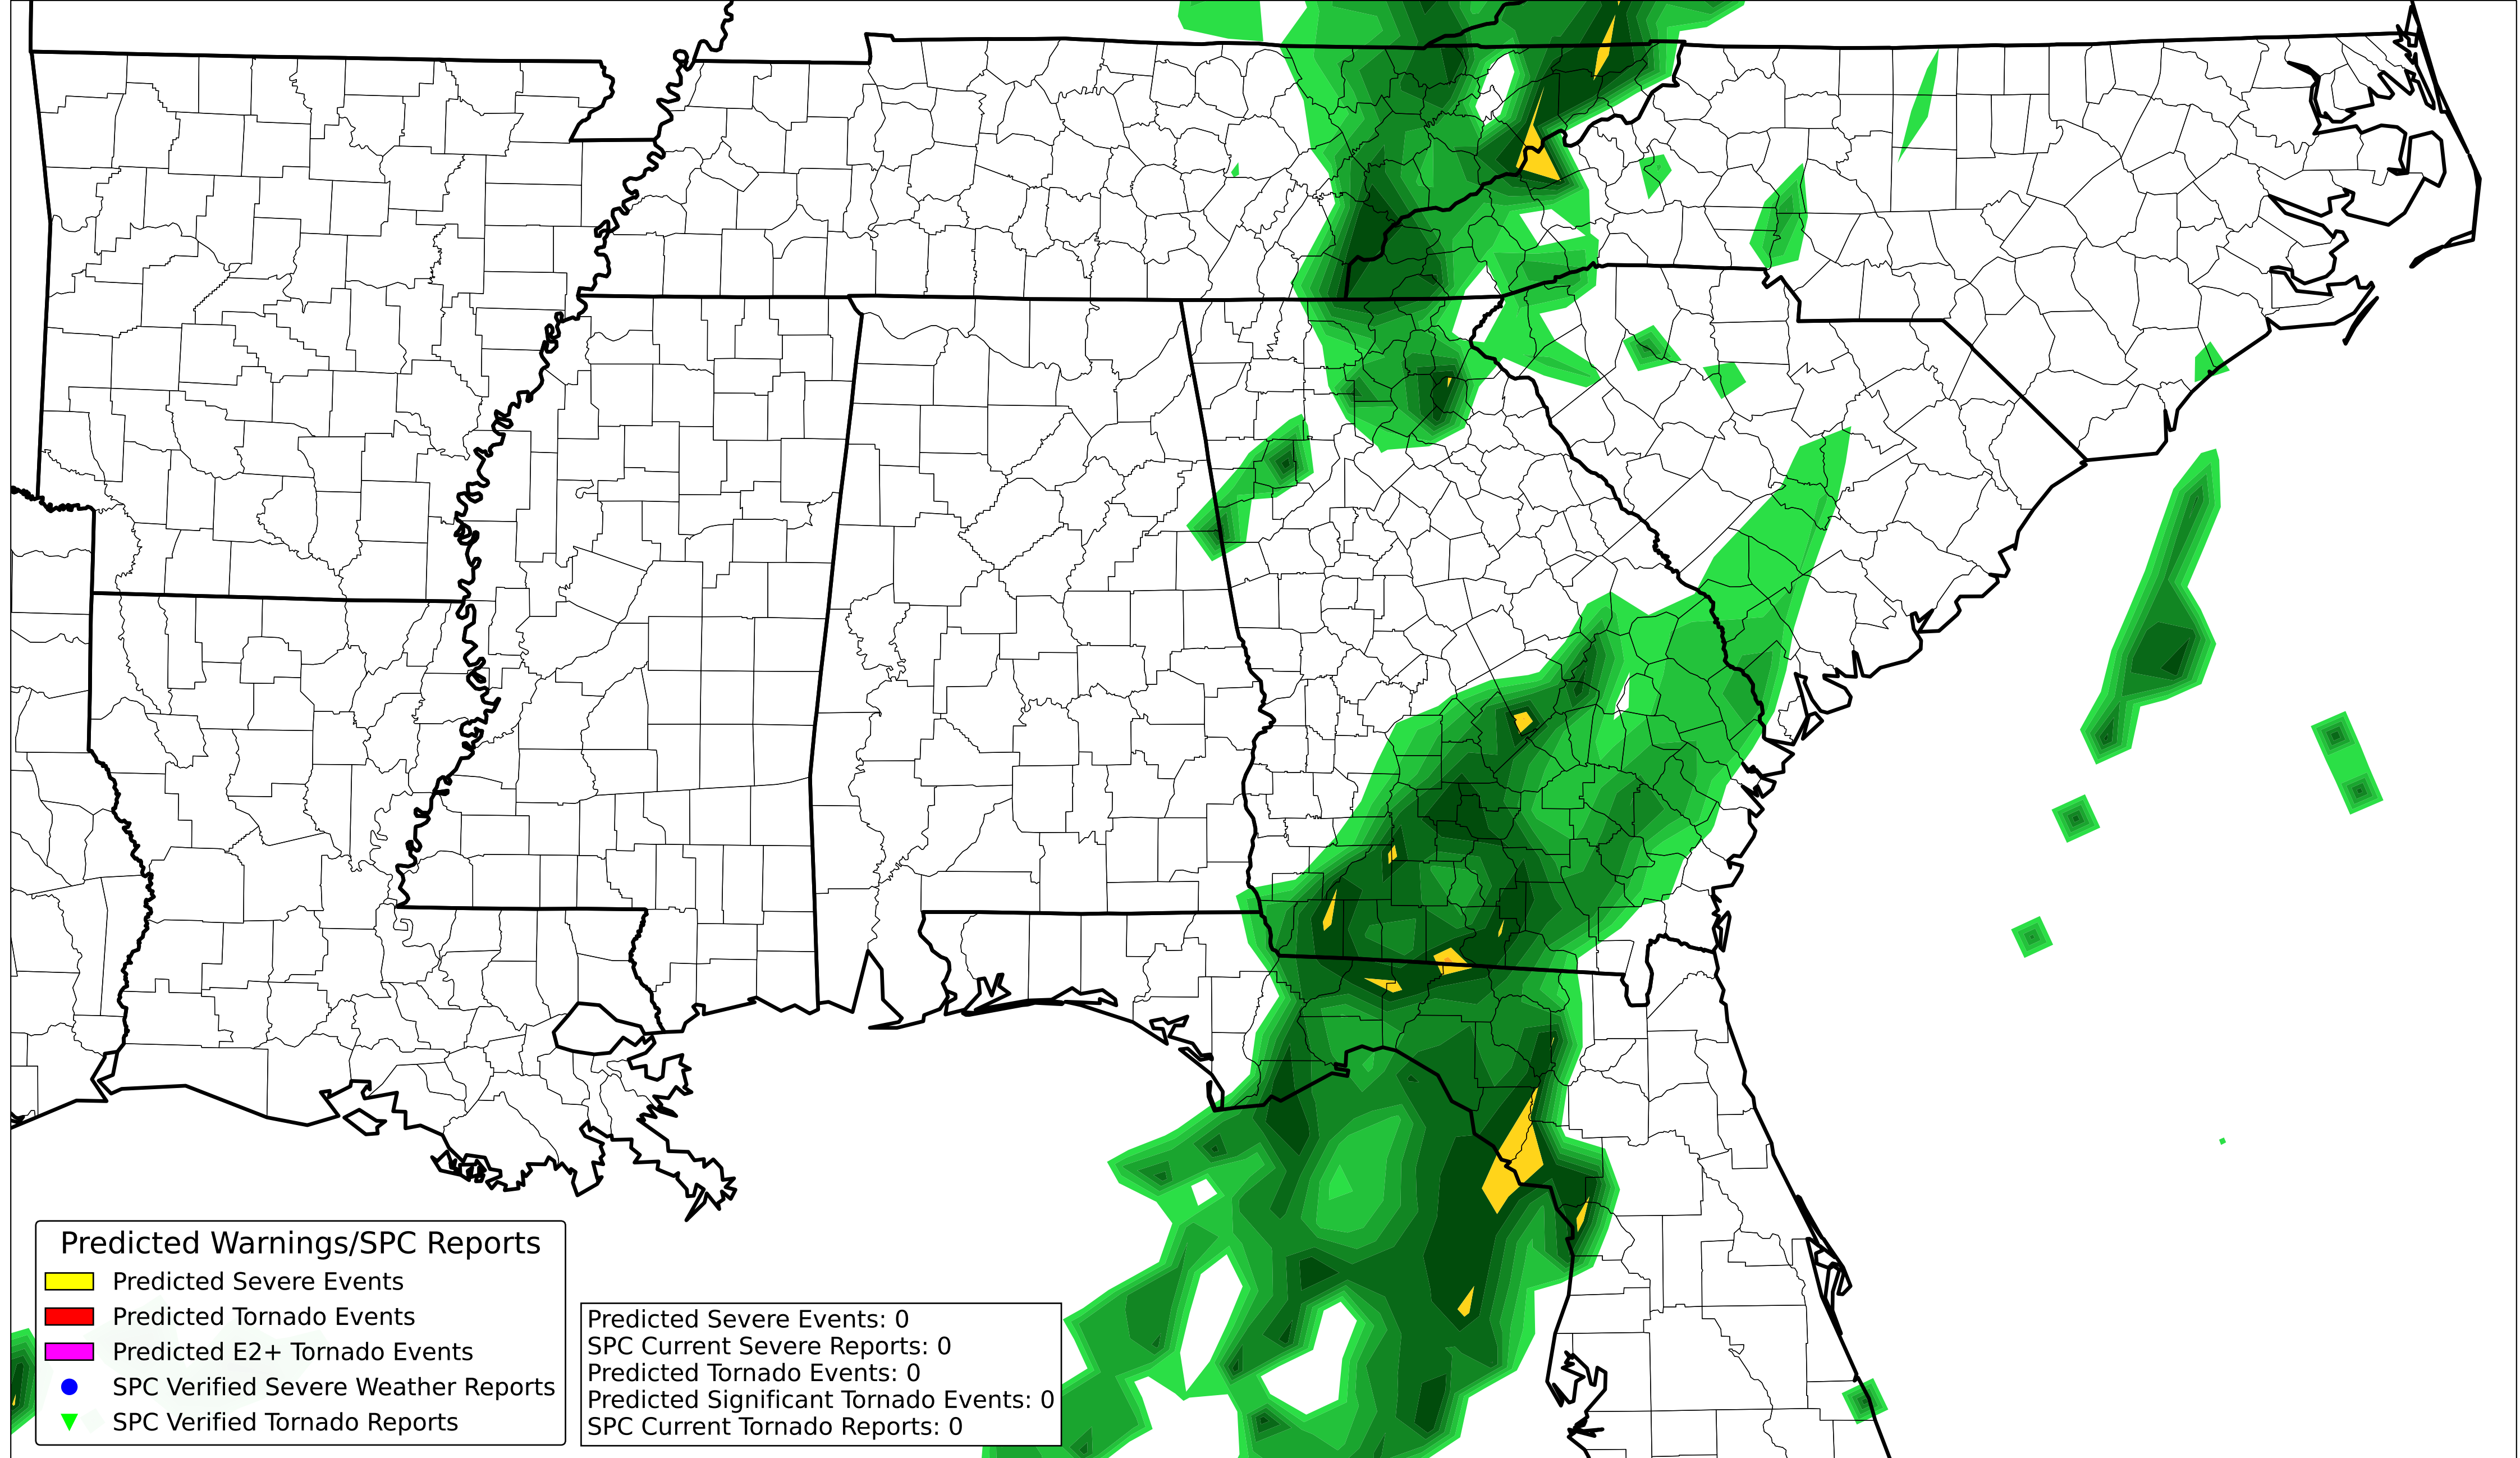 Predicted Warnings/SPC Reports
Predicted Severe Events
Predicted Tornado Events
Predicted E2+ Tornado Events
SPC Verified Severe Weather Reports
SPC Verified Tornado Reports
Predicted Severe Events: 0
SPC Current Severe Reports: 0
Predicted Tornado Events: 0
Predicted Significant Tornado Events: 0
SPC Current Tornado Reports: 0